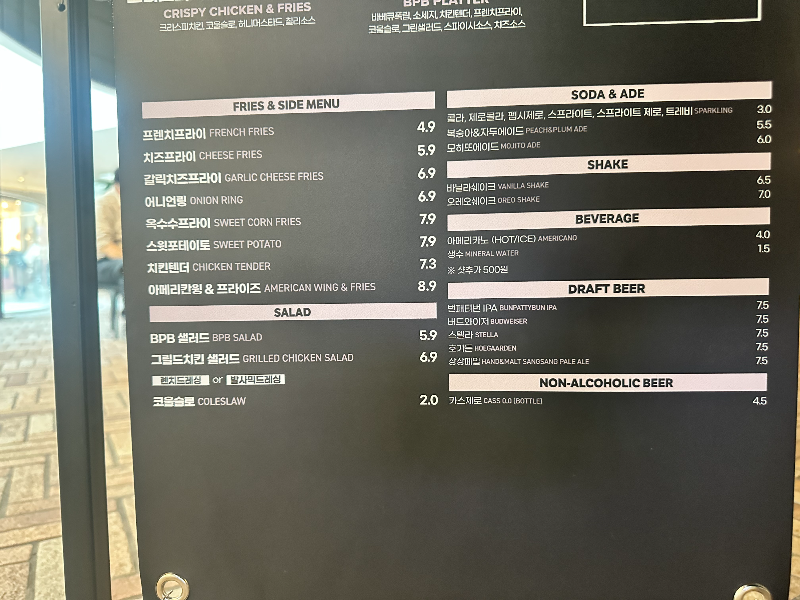 CRISPY CHICKEN & FRIES
크리스피치킨, 코울슬로, 허니머스타드, 칠리소스
BPB PLATTER
바베큐폭립, 소세지, 치킨텐더, 프렌치프라이,
코울슬로, 그린샐러드, 스파이시소스, 치즈소스
FRIES & SIDE MENU
프렌치프라이 FRENCH FRIES 4.9
치즈프라이 CHEESE FRIES 5.9
갈릭치즈프라이 GARLIC CHEESE FRIES 6.9
어니언링 ONION RING 6.9
옥수수프라이 SWEET CORN FRIES 7.9
스윗포테이토 SWEET POTATO 7.9
치킨텐더 CHICKEN TENDER 7.3
아메리칸윙 & 프라이즈 AMERICAN WING & FRIES 8.9
SALAD
BPB 샐러드 BPB SALAD 5.9
그릴드치킨 샐러드 GRILLED CHICKEN SALAD 6.9
렌치드레싱 or 발사믹드레싱
코울슬로 COLESLAW 2.0
SODA & ADE
콜라, 제로콜라, 펩시제로, 스프라이트, 스프라이트 제로, 트레비 SPARKLING 3.0
복숭아&자두에이드 PEACH&PLUM ADE 5.5
모히또에이드 MOJITO ADE 6.0
SHAKE
바닐라쉐이크 VANILLA SHAKE 6.5
오레오쉐이크 OREO SHAKE 7.0
BEVERAGE
아메리카노 (HOT/ICE) AMERICANO 4.0
생수 MINERAL WATER 1.5
※ 샷추가 500원
DRAFT BEER
번패티번 IPA BUNPATTYBUN IPA 7.5
버드와이저 BUDWEISER 7.5
스텔라 STELLA 7.5
호가든 HOEGAARDEN 7.5
상상페일 HAND&MALT SANGSANG PALE ALE 7.5
NON-ALCOHOLIC BEER
카스제로 CASS 0.0 (BOTTLE) 4.5